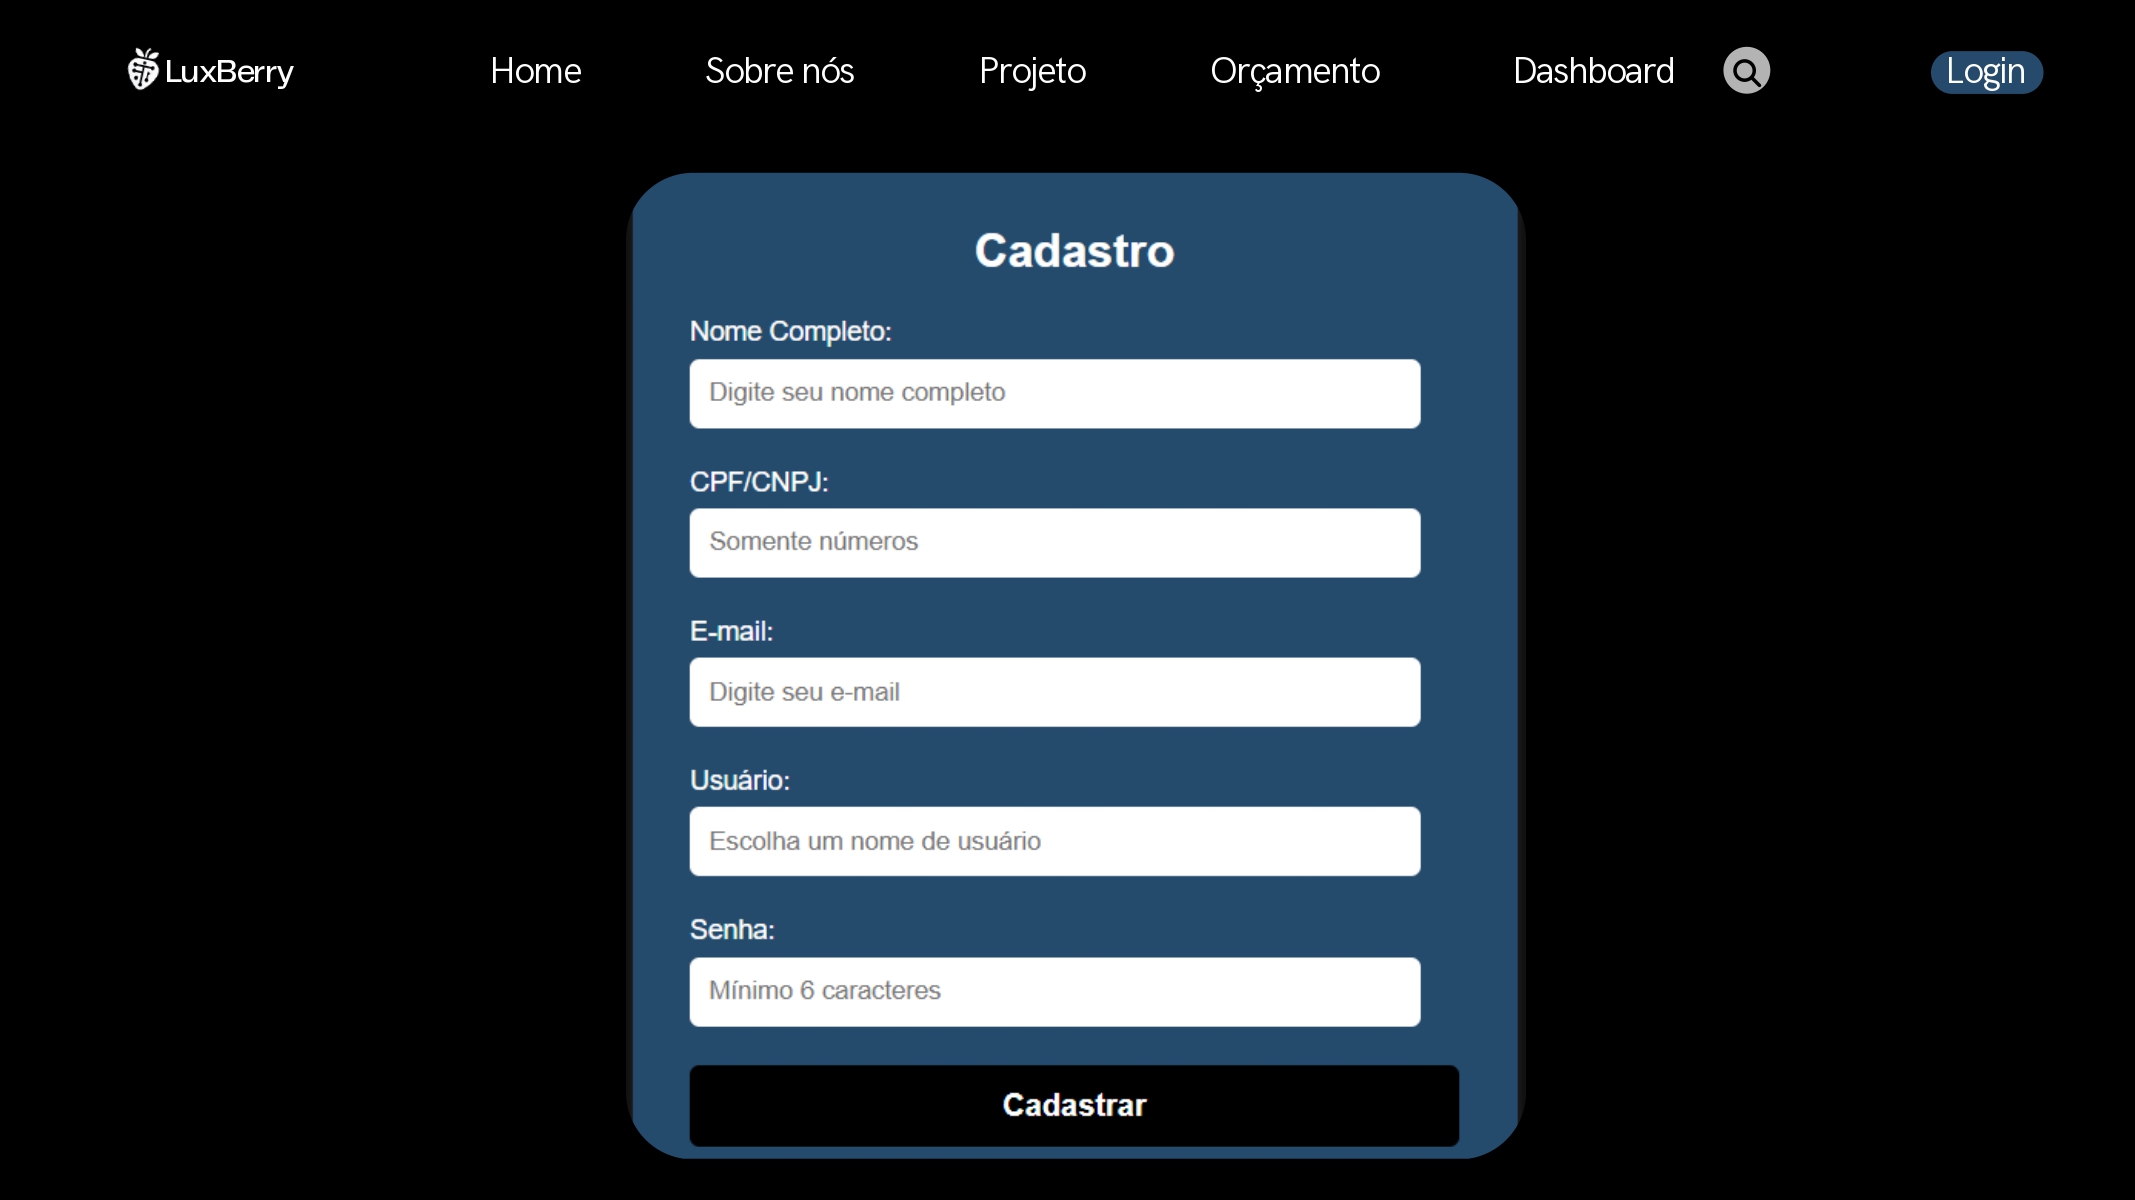 LuxBerry Home Sobre nós Projeto Orçamento Dashboard Login
Cadastro
Nome Completo:
Digite seu nome completo
CPF/CNPJ:
Somente números
E-mail:
Digite seu e-mail
Usuário:
Escolha um nome de usuário
Senha:
Mínimo 6 caracteres
Cadastrar